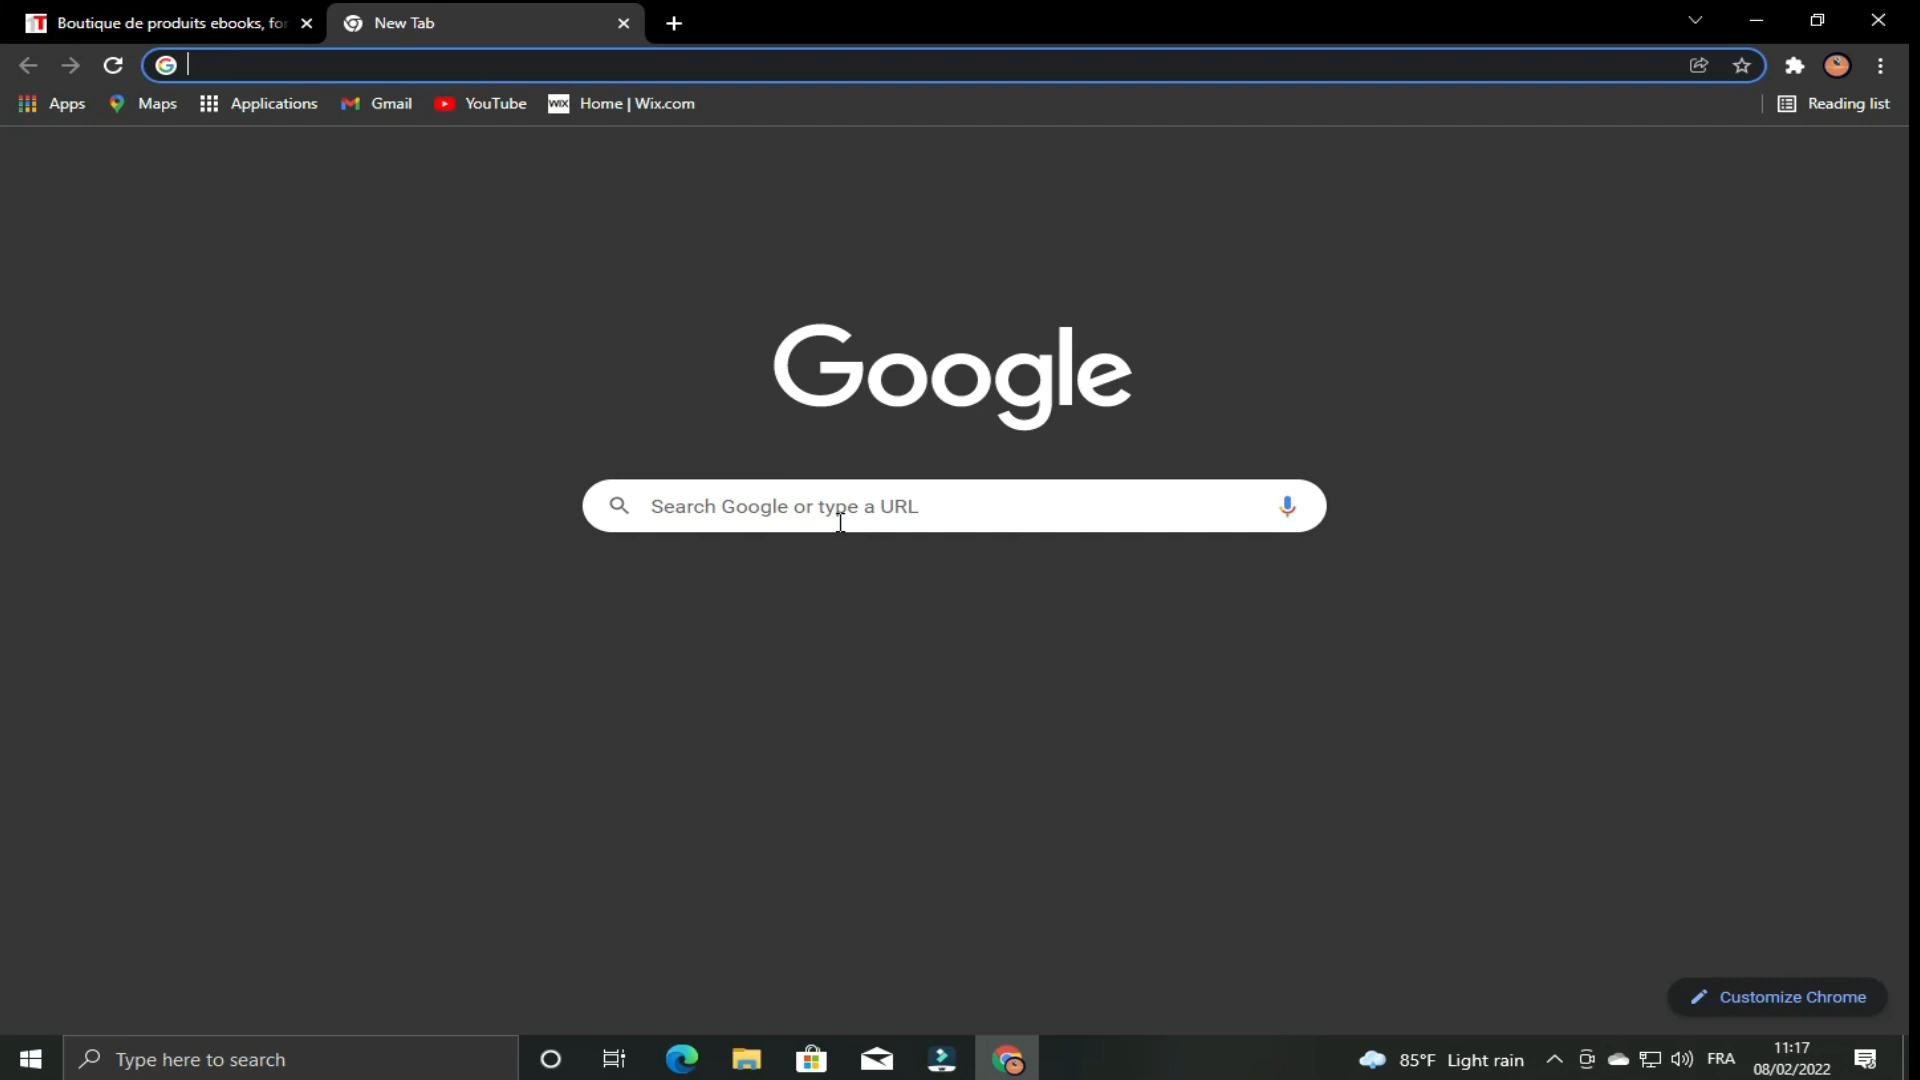 Boutique de produits ebooks, for
New Tab
Apps
Maps
Applications
Gmail
YouTube
WIX
Home | Wix.com
Reading list
Google
Search Google or type a URL
Customize Chrome
Type here to search
85°F Light rain
FRA
11:17
08/02/2022